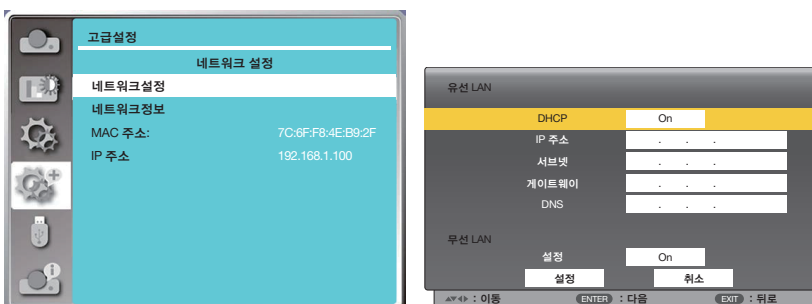 고급설정
네트워크 설정
네트워크설정
네트워크정보
MAC 주소: 7C:6F:F8:4E:B9:2F
IP 주소 192.168.1.100
유선 LAN
DHCP On
IP 주소 . . .
서브넷 . . .
게이트웨이 . . .
DNS . . .
무선 LAN
설정 On
설정 취소
▲▼◀▶ : 이동 ENTER : 다음 EXIT : 뒤로